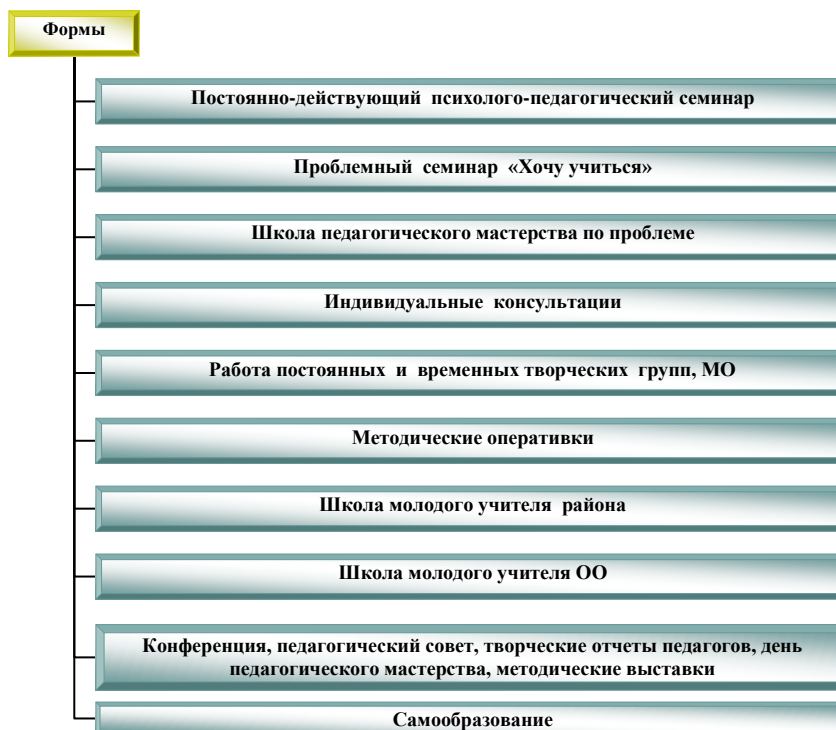 Формы
Постоянно-действующий психолого-педагогический семинар
Проблемный семинар «Хочу учиться»
Школа педагогического мастерства по проблеме
Индивидуальные консультации
Работа постоянных и временных творческих групп, МО
Методические оперативки
Школа молодого учителя района
Школа молодого учителя ОО
Конференция, педагогический совет, творческие отчеты педагогов, день
педагогического мастерства, методические выставки
Самообразование